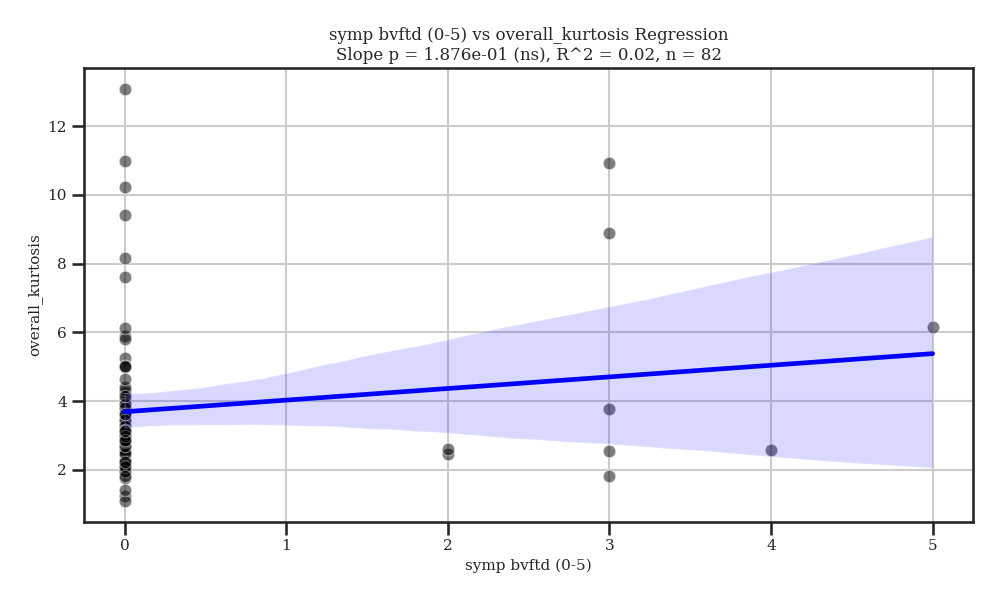 symp bvftd (0-5) vs overall_kurtosis Regression
Slope p = 1.876e-01 (ns), R^2 = 0.02, n = 82
12
10
8
6
4
2
overall_kurtosis
0 1 2 3 4 5
symp bvftd (0-5)